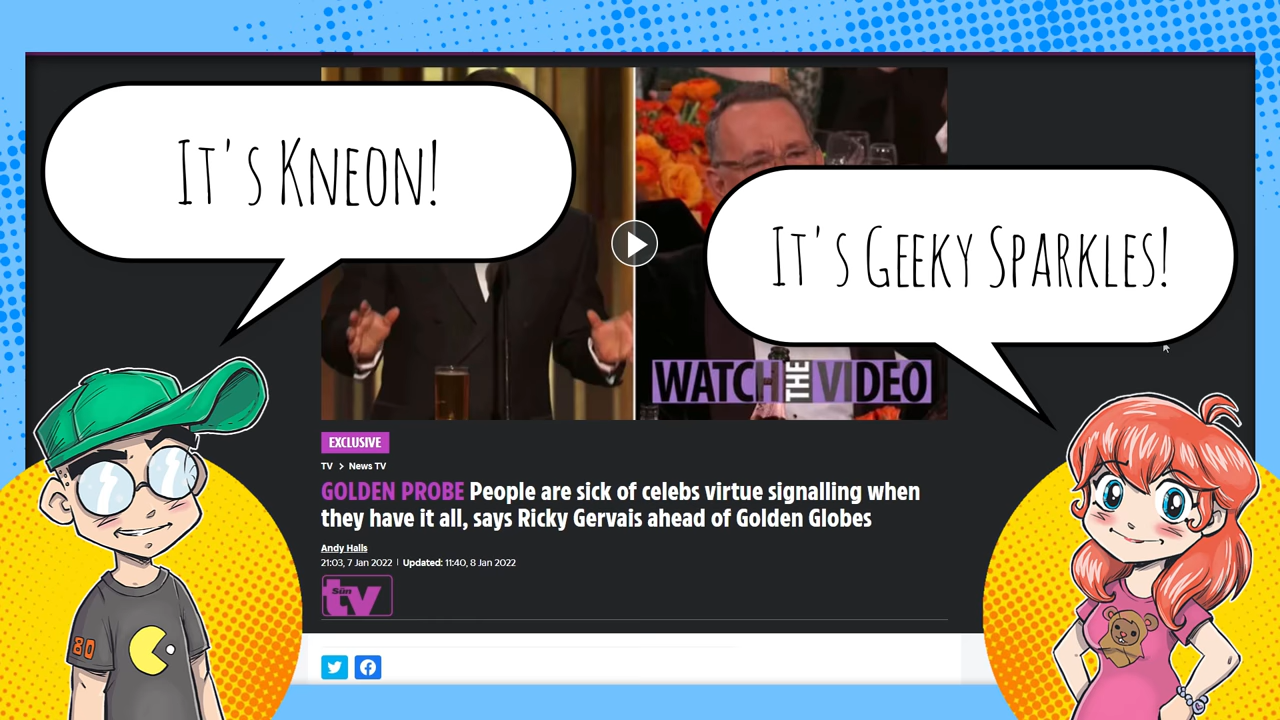 It's Kneon!
It's Geeky Sparkles!
WATCH THE VIDEO
EXCLUSIVE
TV > News TV
GOLDEN PROBE People are sick of celebs virtue signalling when
they have it all, says Ricky Gervais ahead of Golden Globes
Andy Halls
21:03, 7 Jan 2022 | Updated: 11:40, 8 Jan 2022
The Sun
tv
80